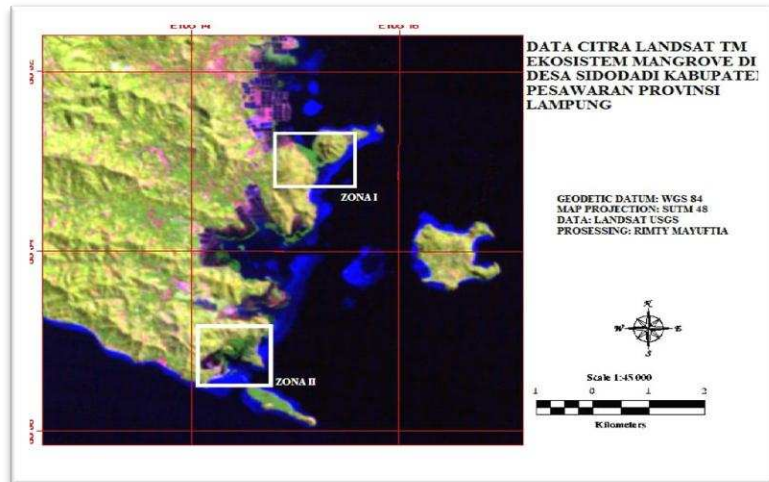 DATA CITRA LANDSAT TM
EKOSISTEM MANGROVE DI
DESA SIDODADI KABUPATE
PESAWARAN PROVINSI
LAMPUNG
ZONA I
GEODETIC DATUM: WGS 84
MAP PROJECTION: SUTM 48
DATA: LANDSAT USGS
PROSESSING: RIMTY MAYUFTIA
N
W E
S
ZONA II
Scale 1:45 000
1 0 1 2
Kilometers